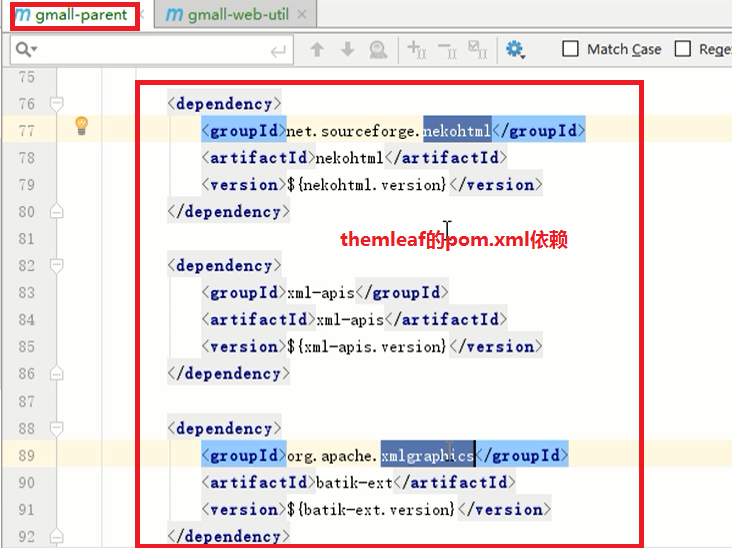 gmall-parent
gmall-web-util
Match Case
Rege
75
76 <dependency>
77 <groupId>net.sourceforge.nekohtml</groupId>
78 <artifactId>nekohtml</artifactId>
79 <version>${nekohtml.version}</version>
80 </dependency>
81
themleaf的pom.xml依赖
82 <dependency>
83 <groupId>xml-apis</groupId>
84 <artifactId>xml-apis</artifactId>
85 <version>${xml-apis.version}</version>
86 </dependency>
87
88 <dependency>
89 <groupId>org.apache.xmlgraphics</groupId>
90 <artifactId>batik-ext</artifactId>
91 <version>${batik-ext.version}</version>
92 </dependency>